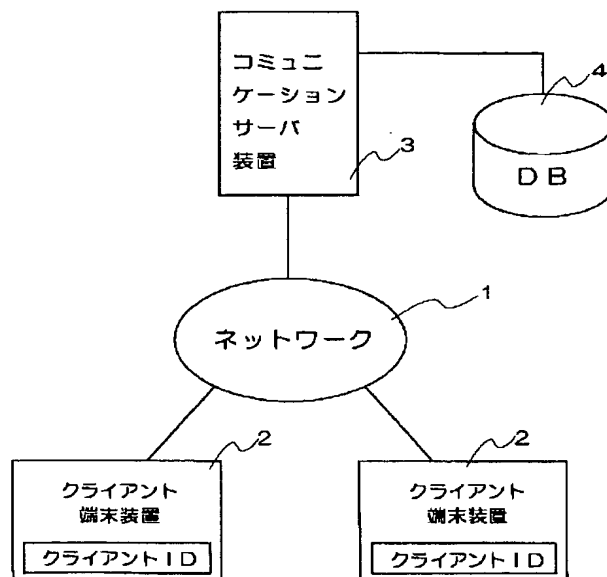 コミュニ
ケーション
サーバ
装置
3
4
DB
1
ネットワーク
2
クライアント
端末装置
クライアントID
2
クライアント
端末装置
クライアントID